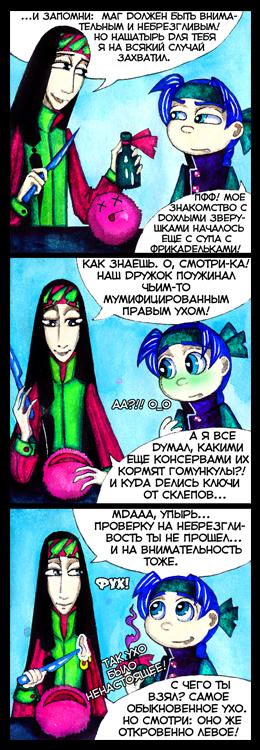 ...И ЗАПОМНИ: МАГ ДОЛЖЕН БЫТЬ ВНИМА-
ТЕЛЬНЫМ И НЕБРЕЗГЛИВЫМ!
НО НАШАТЫРЬ ДЛЯ ТЕБЯ
Я НА ВСЯКИЙ СЛУЧАЙ
ЗАХВАТИЛ.
ПФФ! МОЕ
ЗНАКОМСТВО С
ДОХЛЫМИ ЗВЕРУ-
ШКАМИ НАЧАЛОСЬ
ЕЩЕ С СУПА С
ФРИКАДЕЛЬКАМИ!
КАК ЗНАЕШЬ. О, СМОТРИ-КА!
НАШ ДРУЖОК ПОУЖИНАЛ
ЧЬИМ-ТО
МУМИФИЦИРОВАННЫМ
ПРАВЫМ УХОМ!
АА?!! O_O
А Я ВСЕ
ДУМАЛ, КАКИМИ
ЕЩЕ КОНСЕРВАМИ ИХ
КОРМЯТ ГОМУНКУЛЫ?!
И КУДА ДЕЛИСЬ КЛЮЧИ
ОТ СКЛЕПОВ...
МДААА, УПЫРЬ...
ПРОВЕРКУ НА НЕБРЕЗГЛИ-
ВОСТЬ ТЫ НЕ ПРОШЕЛ...
И НА ВНИМАТЕЛЬНОСТЬ
ТОЖЕ.
ФУХ!
ТАК УХО
БЫЛО
НЕНАСТОЯЩЕЕ!
С ЧЕГО ТЫ
ВЗЯЛ? САМОЕ
ОБЫКНОВЕННОЕ УХО.
НО СМОТРИ: ОНО ЖЕ
ОТКРОВЕННО ЛЕВОЕ!